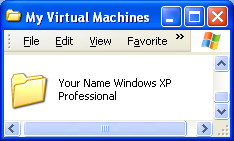 My Virtual Machines
File Edit View Favorite »
Your Name Windows XP
Professional